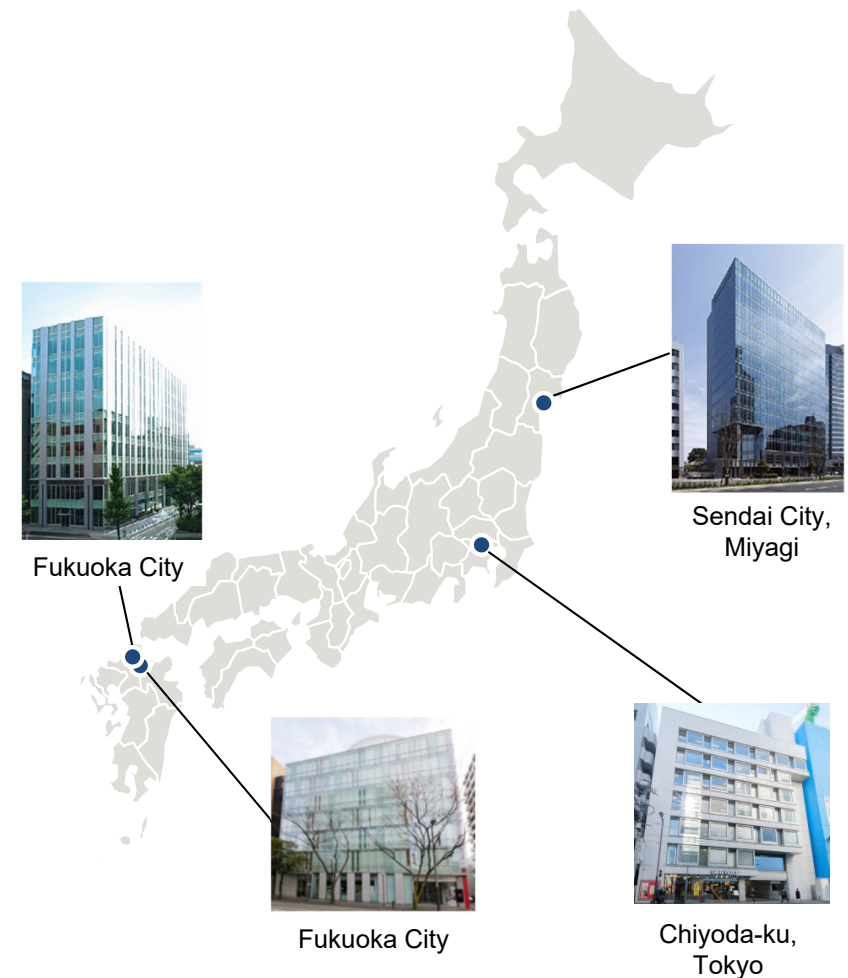 Sendai City,
Miyagi
Fukuoka City
Fukuoka City
Chiyoda-ku,
Tokyo